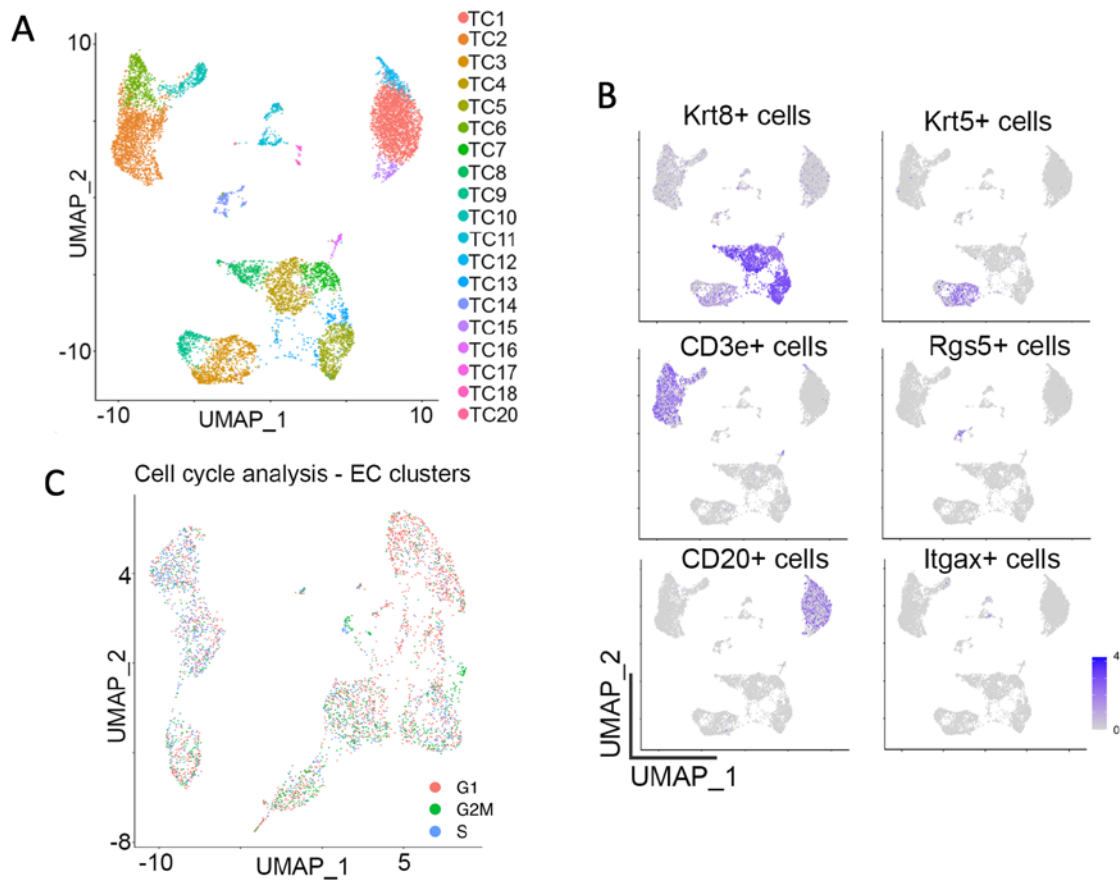 A
10
UMAP_2
-10
-10
UMAP_1
10
TC1
TC2
TC3
TC4
TC5
TC6
TC7
TC8
TC9
TC10
TC11
TC12
TC13
TC14
TC15
TC16
TC17
TC18
TC20
B
Krt8+ cells
Krt5+ cells
CD3e+ cells
Rgs5+ cells
CD20+ cells
Itgax+ cells
4
0
UMAP_2
UMAP_1
C
Cell cycle analysis - EC clusters
4
UMAP_2
-8
G1
G2M
S
-10
5
UMAP_1